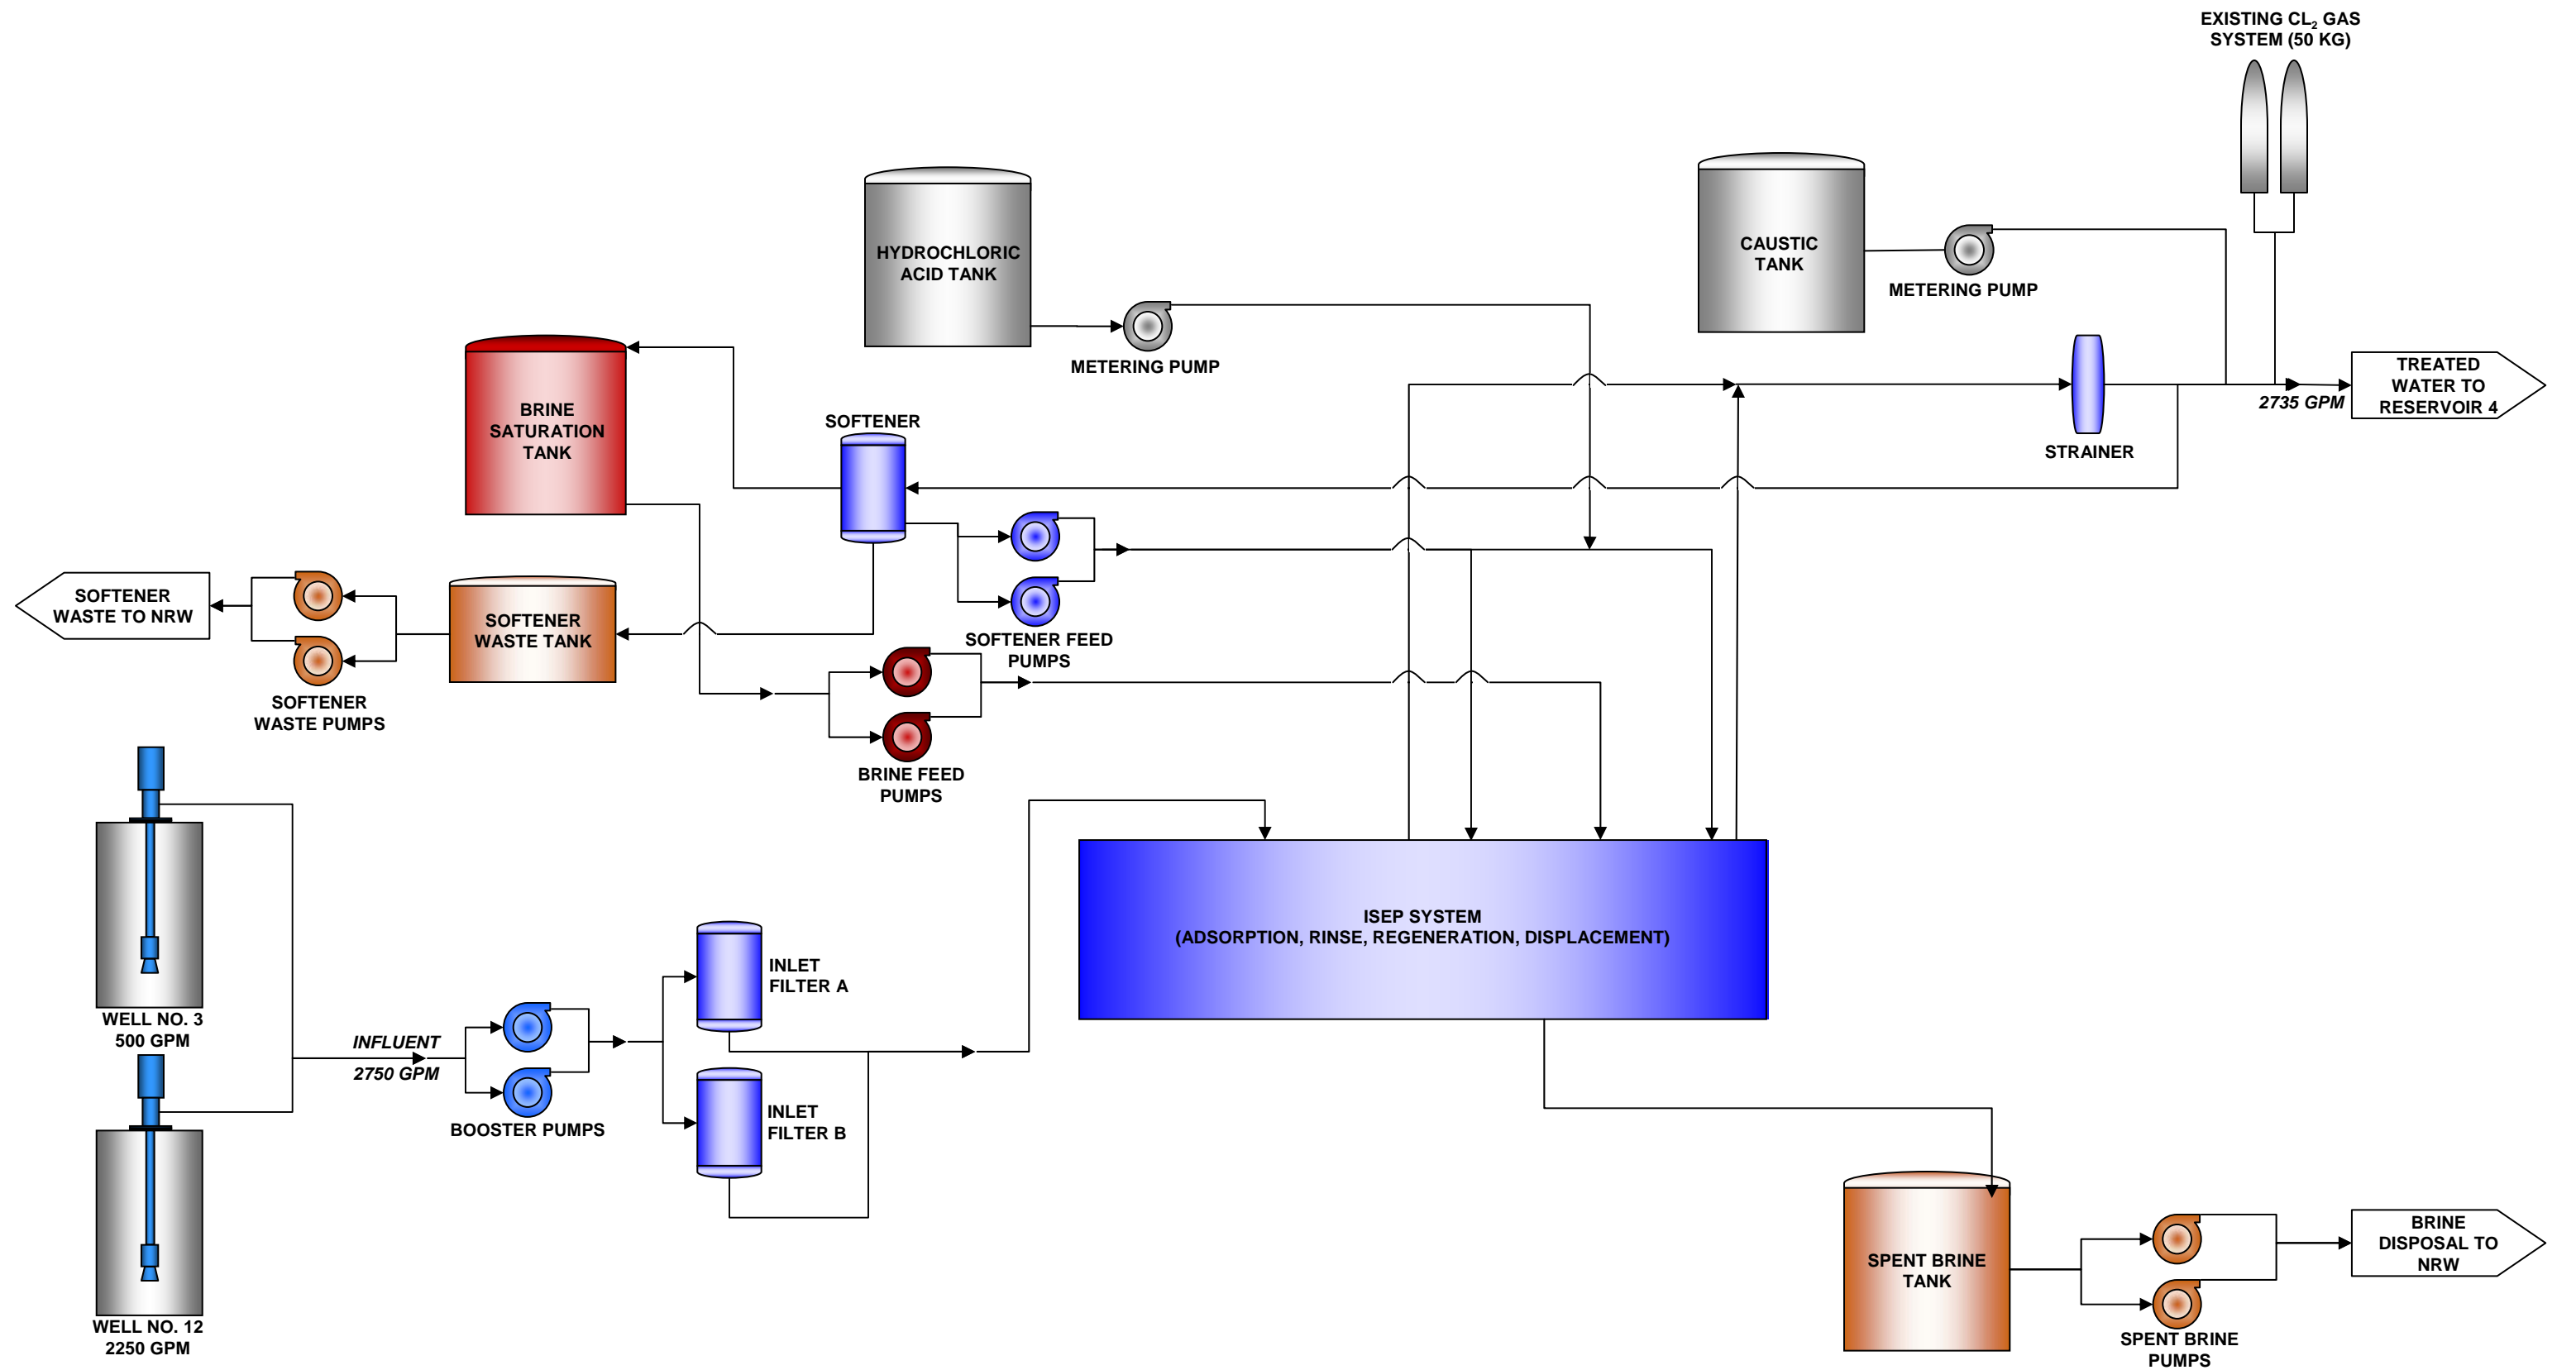 EXISTING CL₂ GAS
SYSTEM (50 KG)
HYDROCHLORIC
ACID TANK
METERING PUMP
CAUSTIC
TANK
METERING PUMP
BRINE
SATURATION
TANK
SOFTENER
STRAINER
2735 GPM
TREATED
WATER TO
RESERVOIR 4
SOFTENER
WASTE TO NRW
SOFTENER
WASTE PUMPS
SOFTENER
WASTE TANK
SOFTENER FEED
PUMPS
BRINE FEED
PUMPS
WELL NO. 3
500 GPM
WELL NO. 12
2250 GPM
INFLUENT
2750 GPM
BOOSTER PUMPS
INLET
FILTER A
INLET
FILTER B
ISEP SYSTEM
(ADSORPTION, RINSE, REGENERATION, DISPLACEMENT)
SPENT BRINE
TANK
SPENT BRINE
PUMPS
BRINE
DISPOSAL TO
NRW